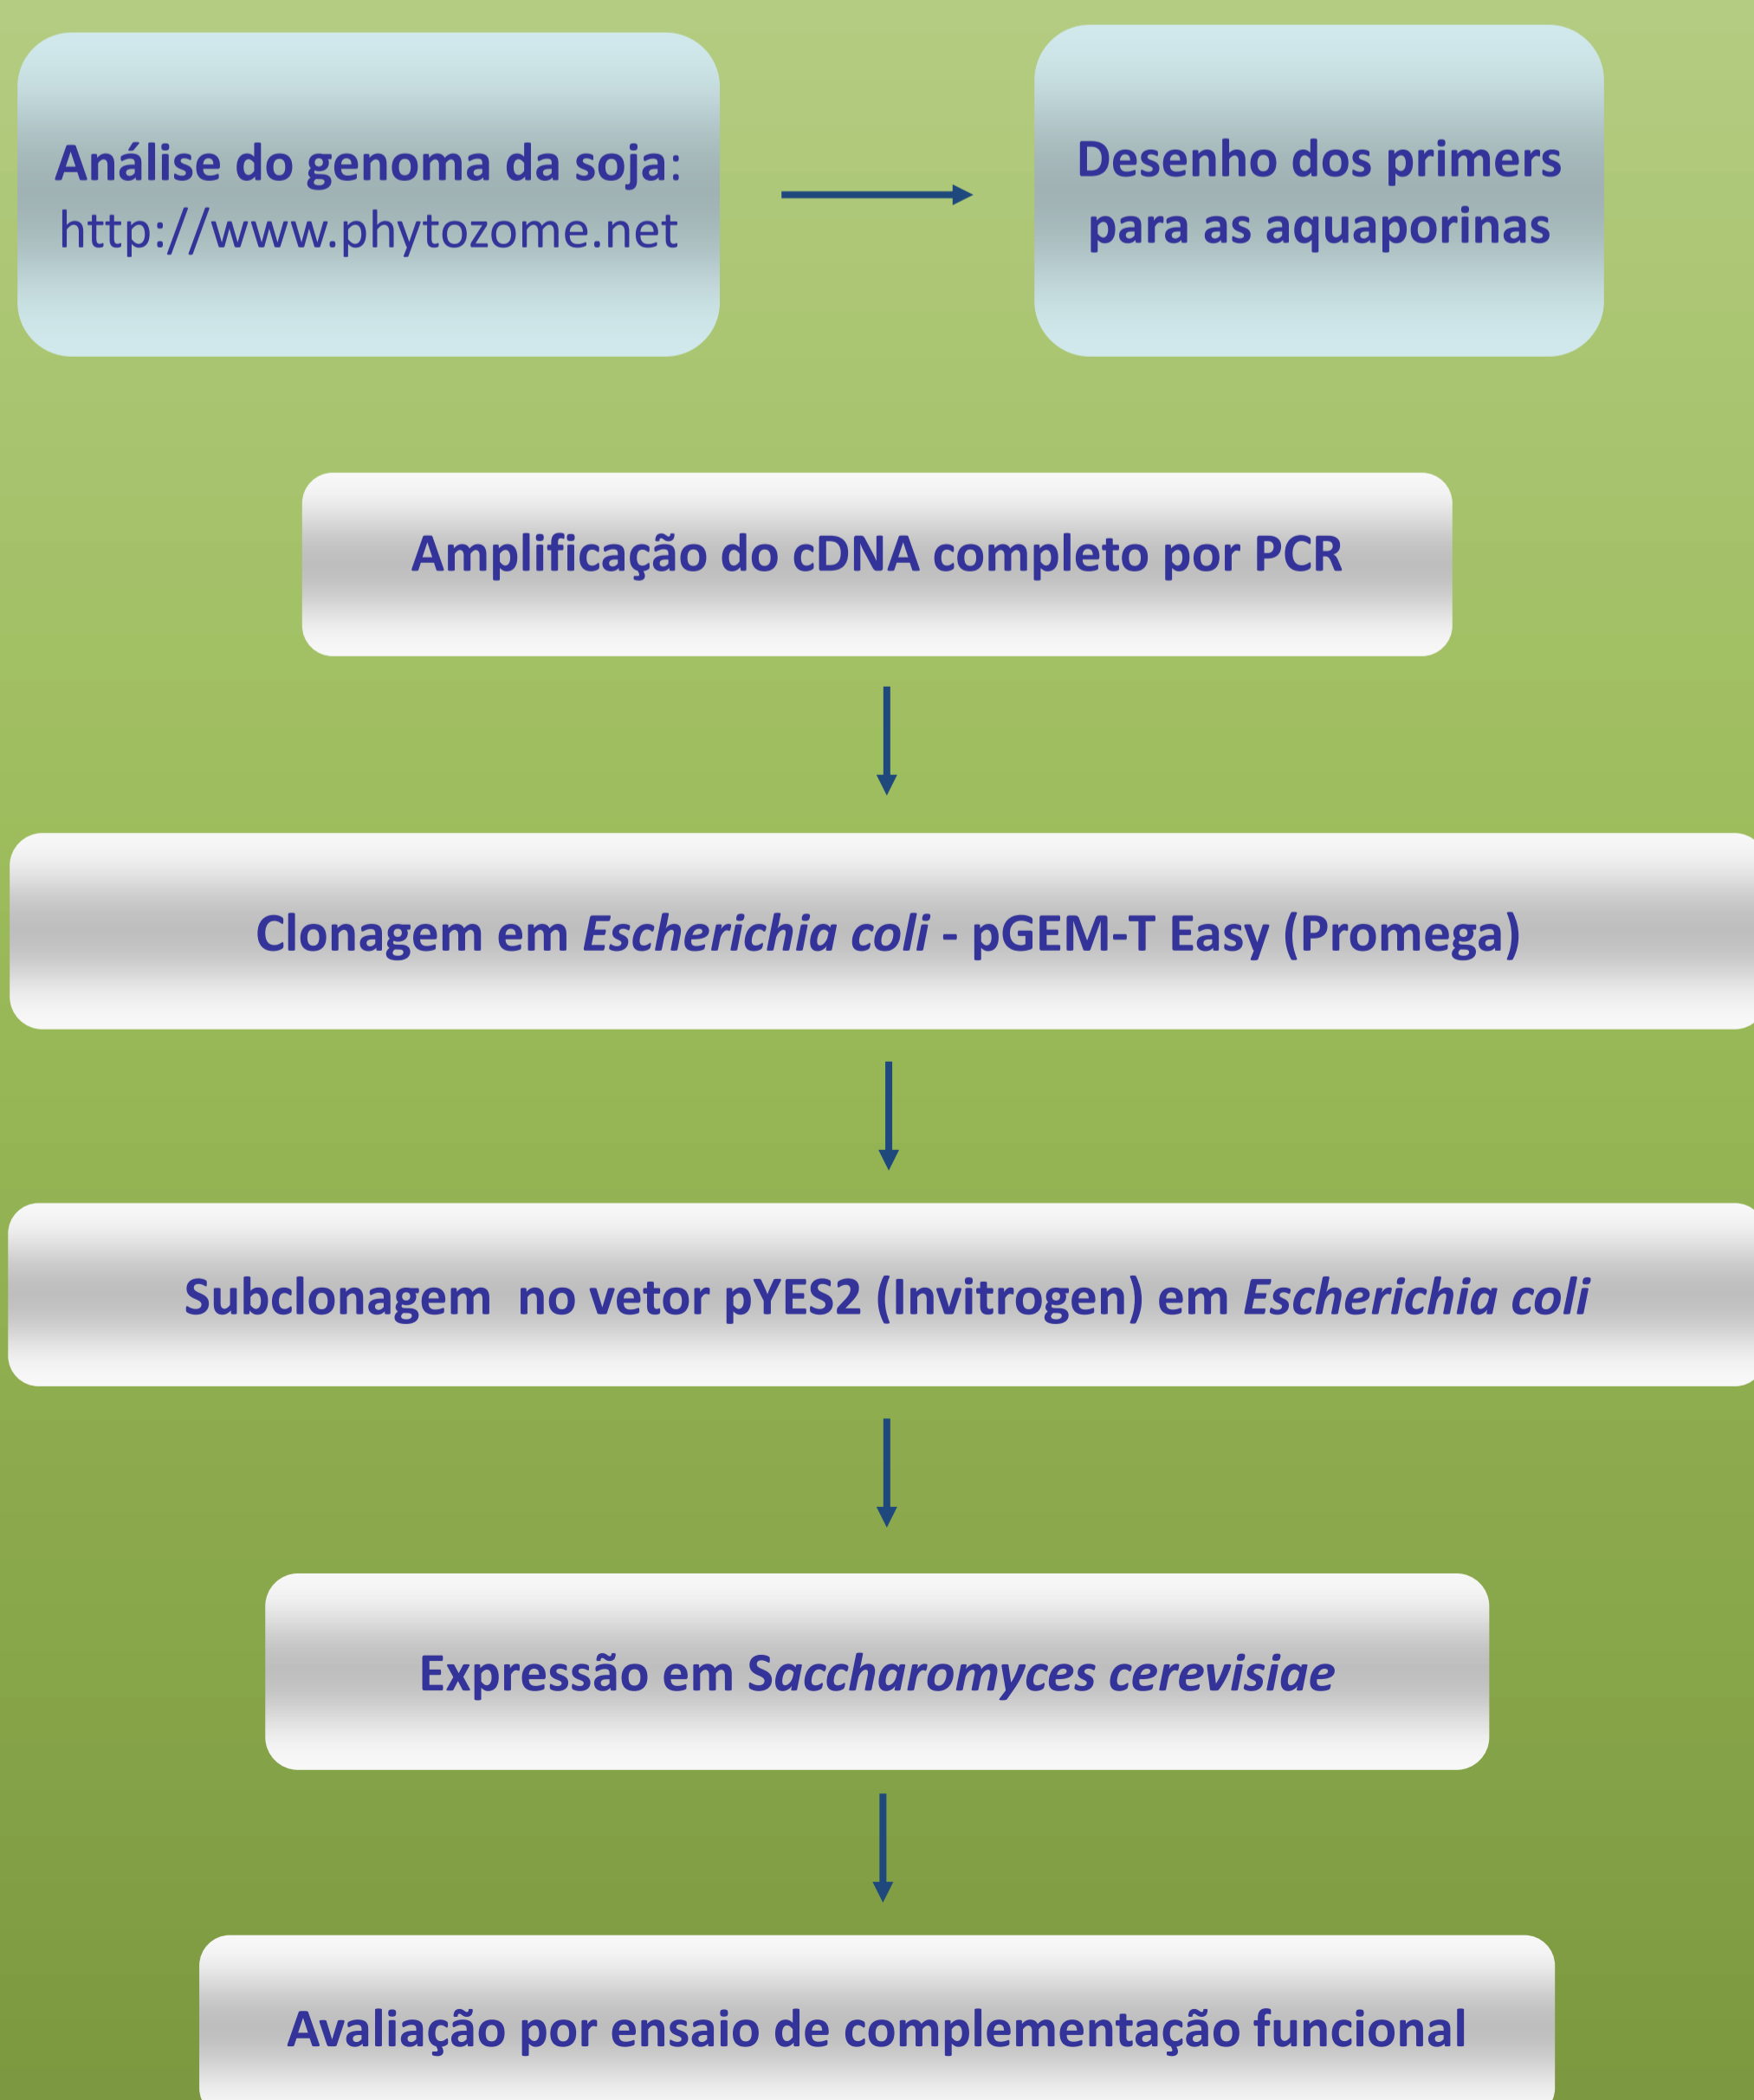 Análise do genoma da soja:
http://www.phytozome.net
Desenho dos primers
para as aquaporinas
Amplificação do cDNA completo por PCR
Clonagem em Escherichia coli - pGEM-T Easy (Promega)
Subclonagem  no vetor pYES2 (Invitrogen) em Escherichia coli
Expressão em Saccharomyces cerevisiae
Avaliação por ensaio de complementação funcional